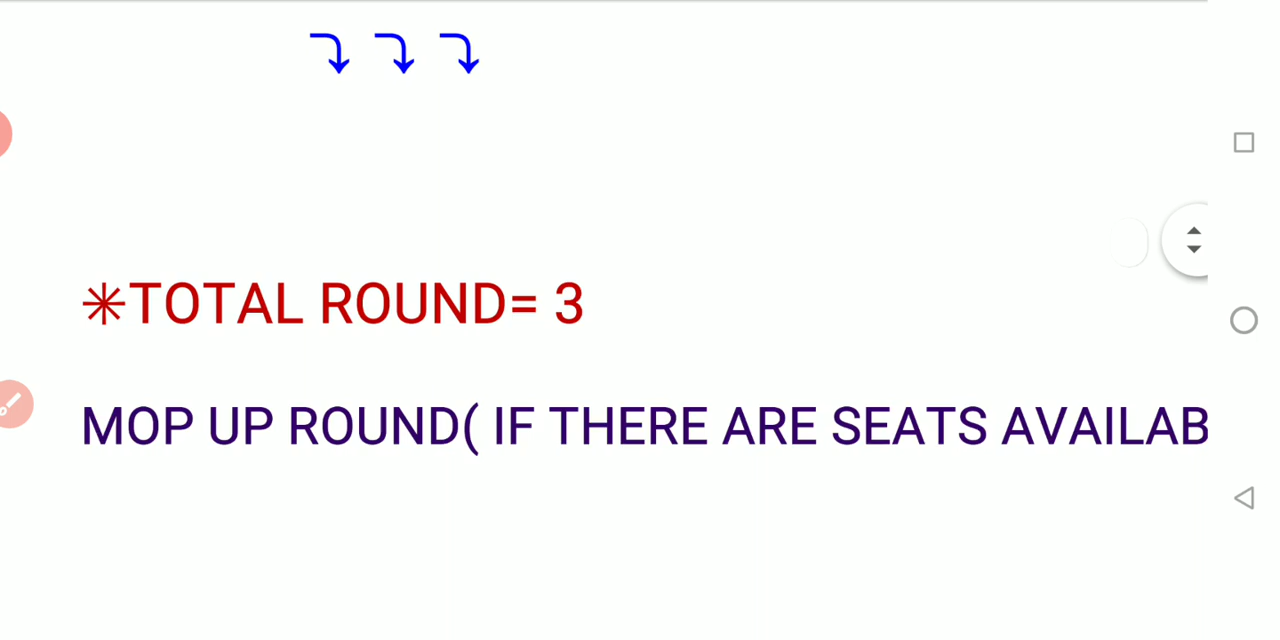 ✳TOTAL ROUND= 3
MOP UP ROUND( IF THERE ARE SEATS AVAILAB